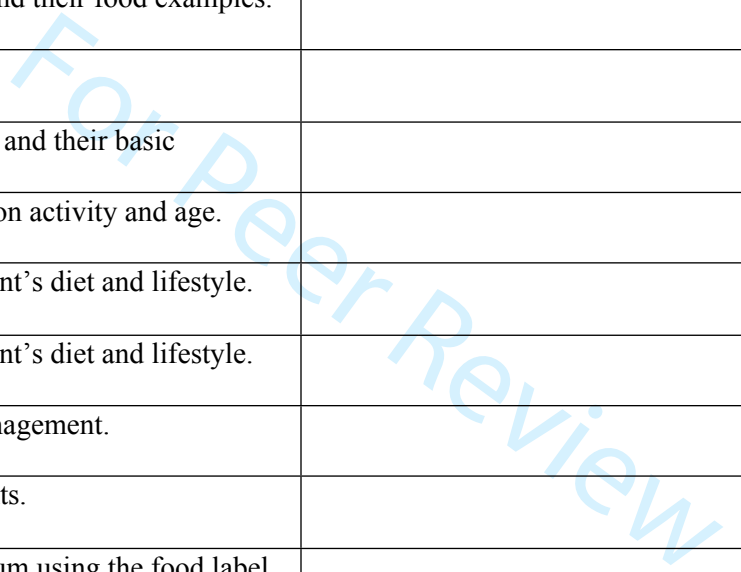 and their food examples.
and their basic
on activity and age.
nt’s diet and lifestyle.
nt’s diet and lifestyle.
nagement.
ts.
um using the food label
For Peer Review